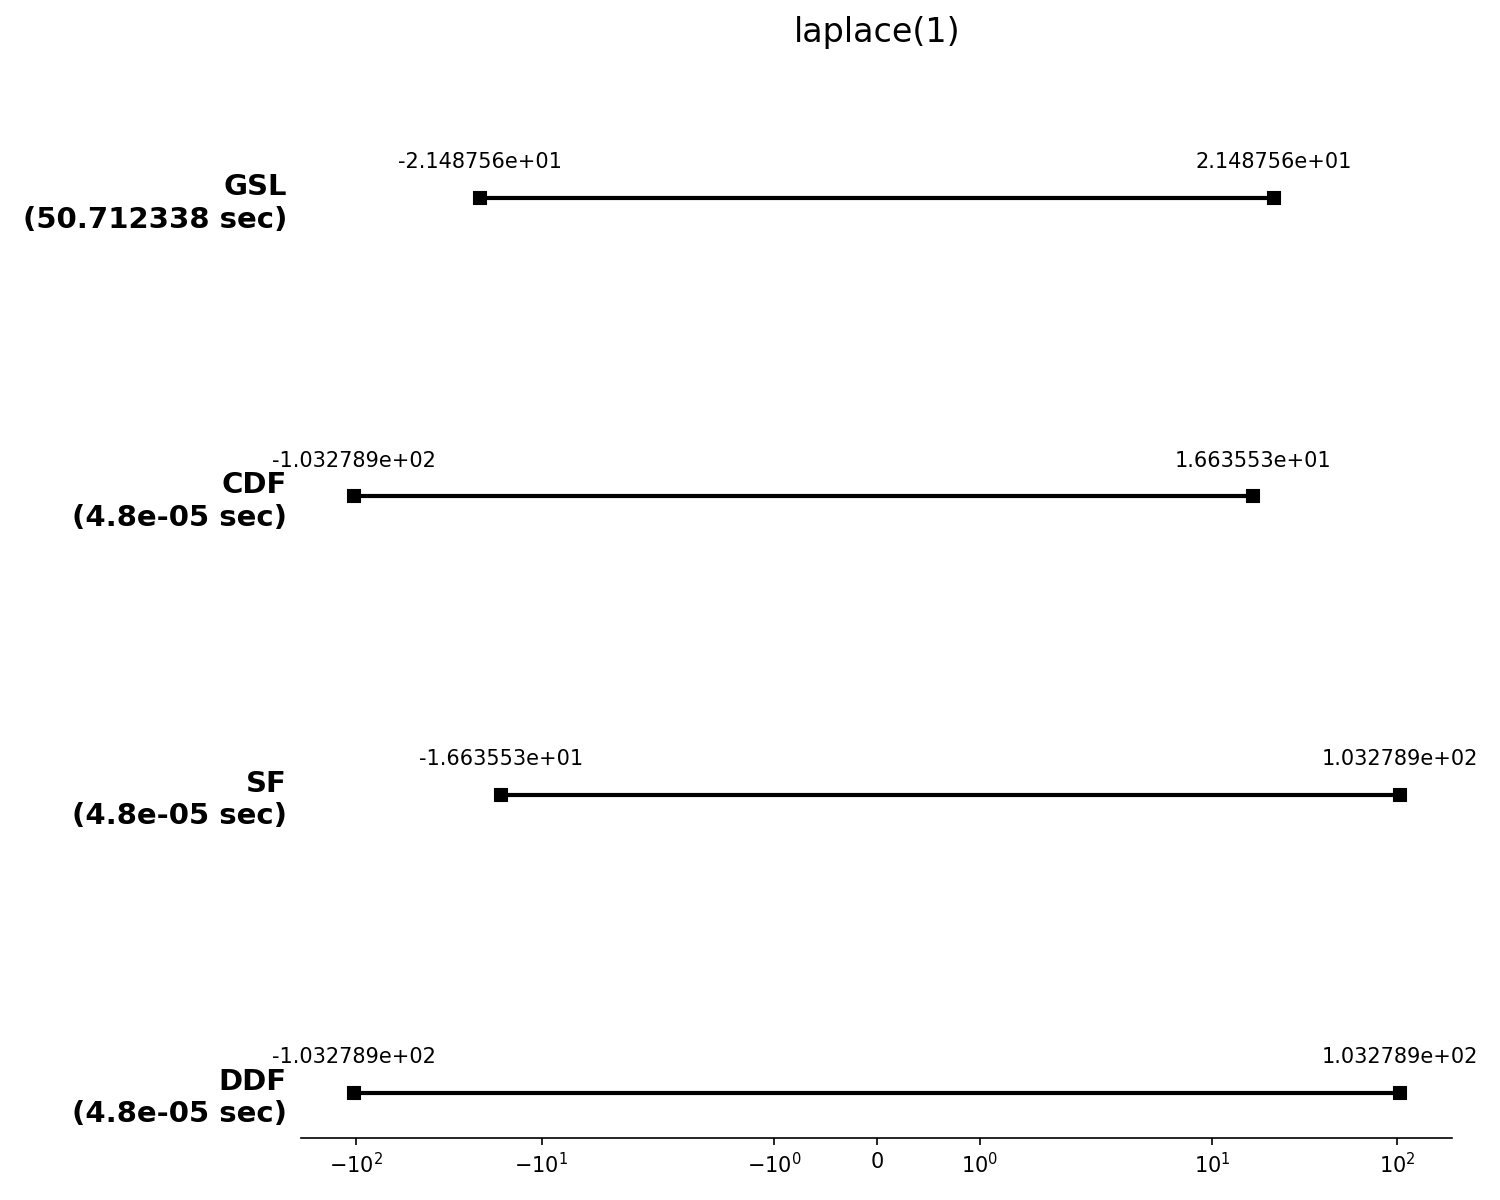 laplace(1)
-2.148756e+01 2.148756e+01
GSL
(50.712338 sec)
-1.032789e+02 1.663553e+01
CDF
(4.8e-05 sec)
-1.663553e+01 1.032789e+02
SF
(4.8e-05 sec)
-1.032789e+02 1.032789e+02
DDF
(4.8e-05 sec)
−10² −10¹ −10⁰ 0 10⁰ 10¹ 10²